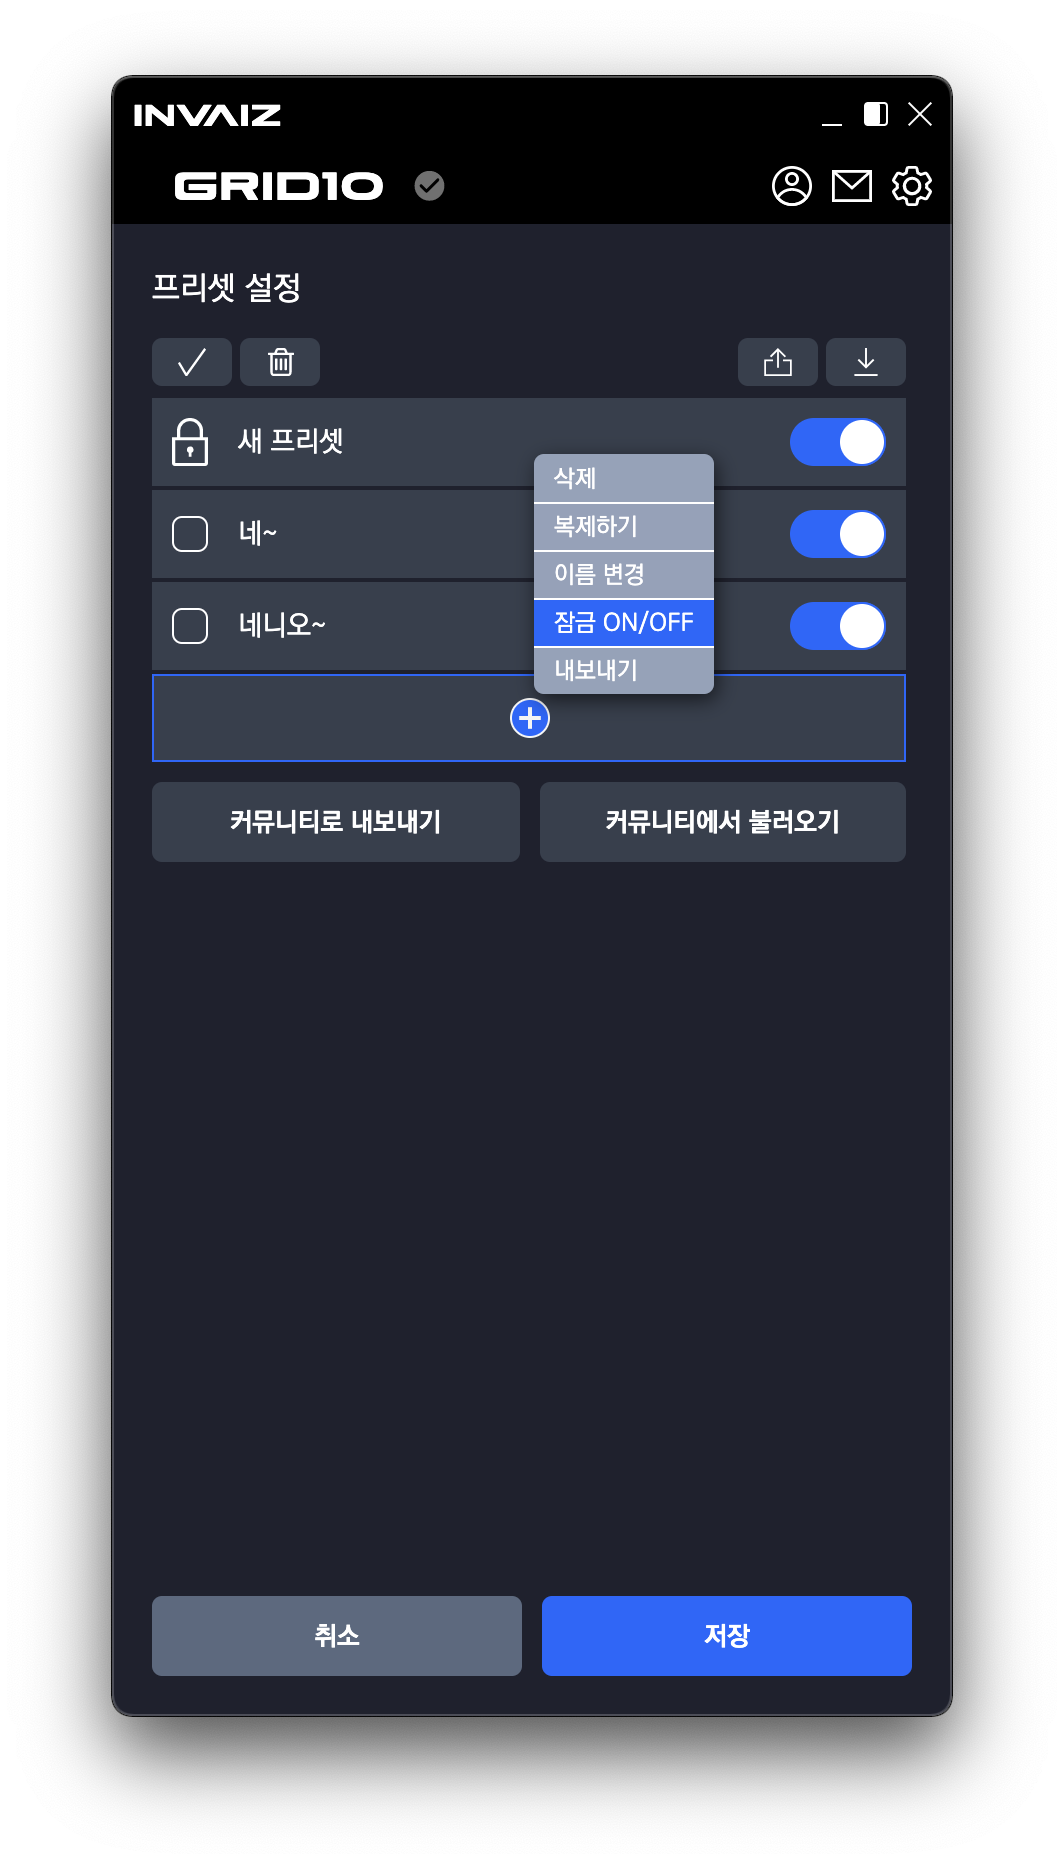 INVAIZ
GRID10
프리셋 설정
새 프리셋
네~
네니오~
삭제
복제하기
이름 변경
잠금 ON/OFF
내보내기
커뮤니티로 내보내기
커뮤니티에서 불러오기
취소
저장